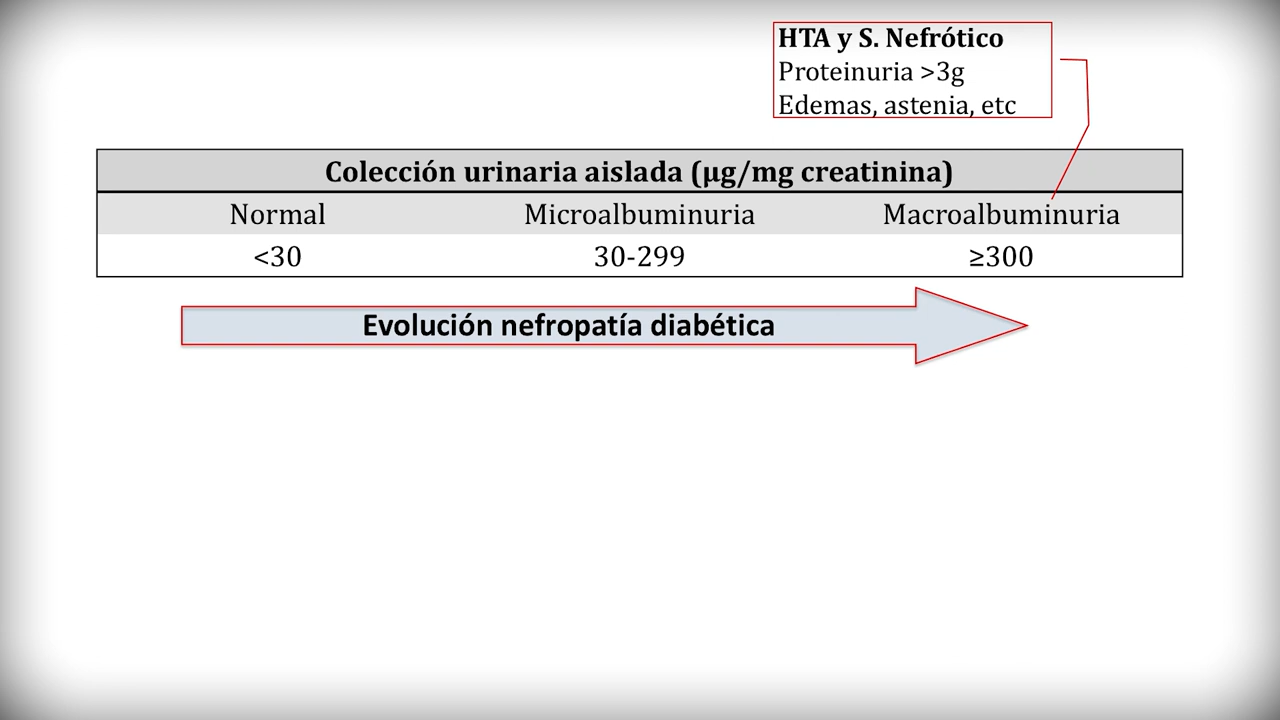 HTA y S. Nefrótico
Proteinuria >3g
Edemas, astenia, etc
Colección urinaria aislada (µg/mg creatinina)
Normal Microalbuminuria Macroalbuminuria
<30 30-299 ≥300
Evolución nefropatía diabética